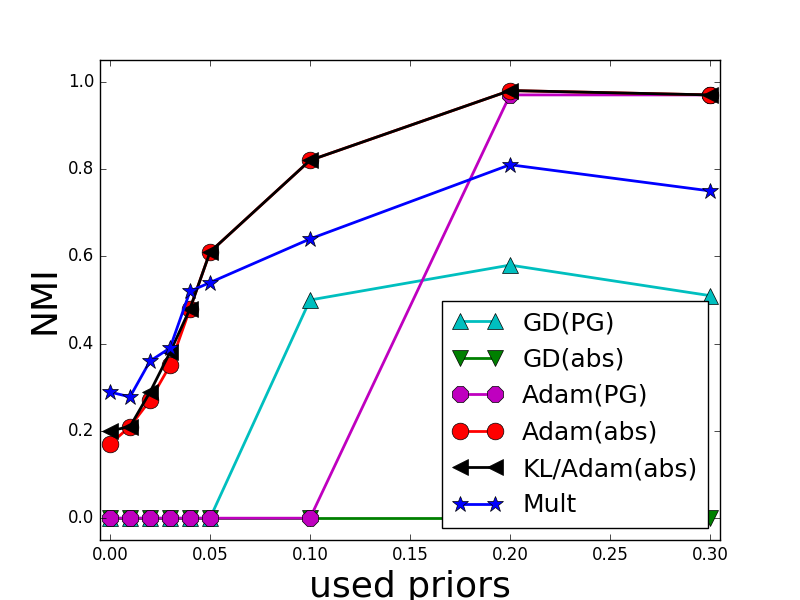 1.0
0.8
0.6
0.4
0.2
0.0
NMI
GD(PG)
GD(abs)
Adam(PG)
Adam(abs)
KL/Adam(abs)
Mult
0.00 0.05 0.10 0.15 0.20 0.25 0.30
used priors